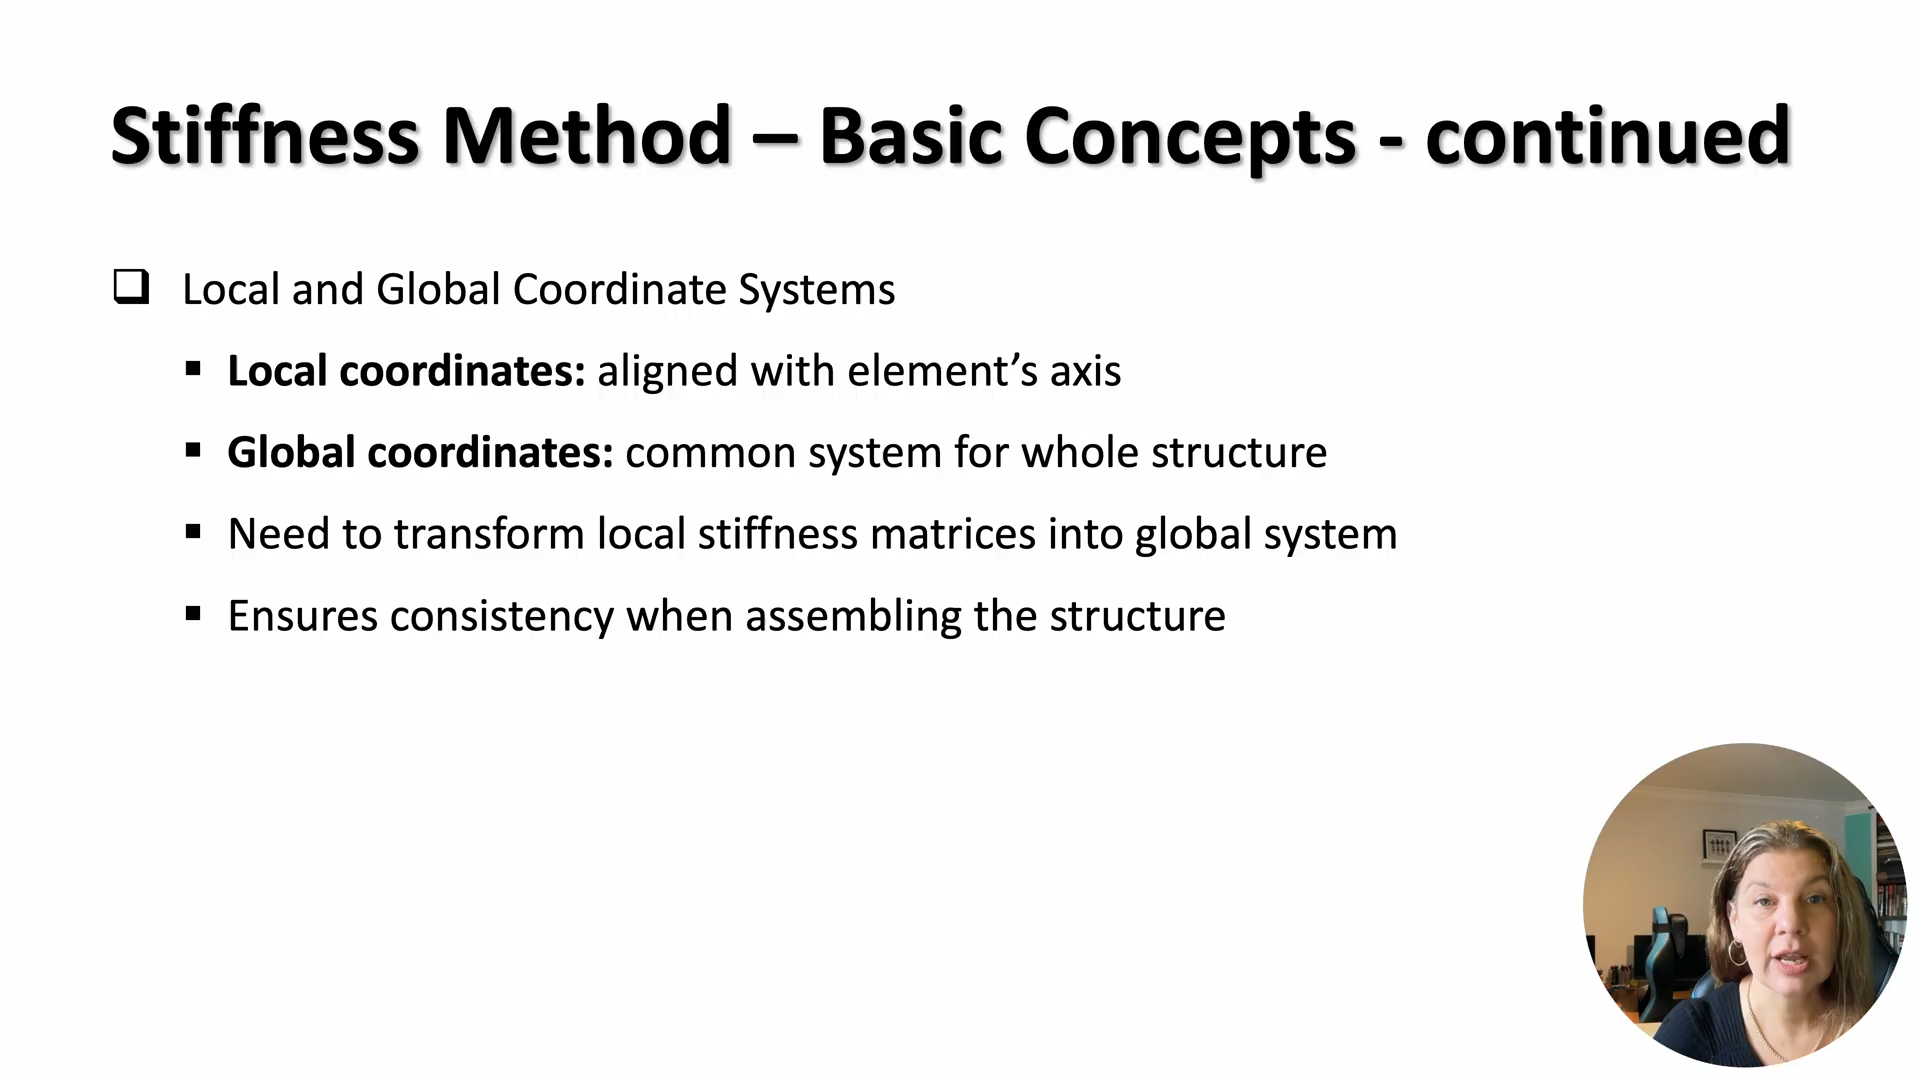 Stiffness Method – Basic Concepts - continued
Local and Global Coordinate Systems
Local coordinates: aligned with element’s axis
Global coordinates: common system for whole structure
Need to transform local stiffness matrices into global system
Ensures consistency when assembling the structure